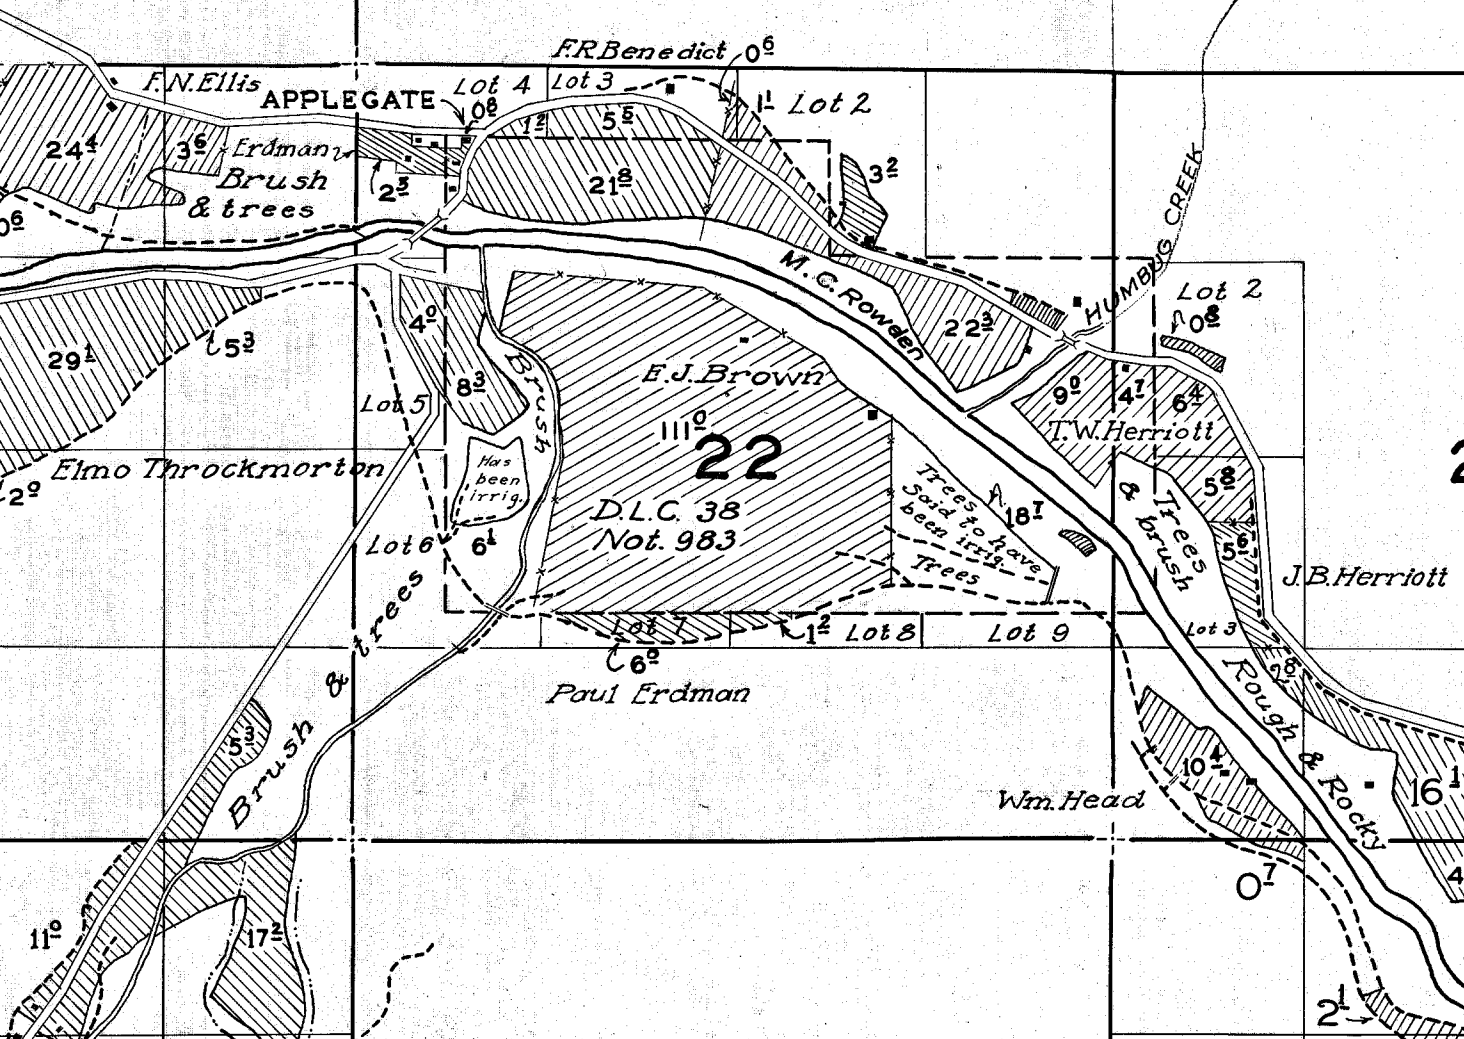 F.R.Benedict
0 6
F.N.Ellis
Lot 4
Lot 3
APPLEGATE
0 8
1 2
5 5
1 1
Lot 2
24 4
3 6
Erdman
Brush
& trees
2 3
21 8
3 2
HUMBUG CREEK
0 6
M. C. Rowden
Lot 2
0 8
4 0
22 3
29 1
5 3
Brush
E.J.Brown
8 3
9 0
4 7
6 4
Lot 5
111 0
22
T.W.Herriott
Elmo Throckmorton
Has
been
irrig.
Trees
Said to have
been irrig.
18 7
Trees
& brush
5 8
2 0
D.L.C. 38
Not. 983
Lot 6
6 1
Trees
5 6
J.B.Herriott
Lot 7
1 2
Lot 8
Lot 9
Lot 3
6 0
Paul Erdman
Brush & trees
Rough & Rocky
5 3
10 4
Wm. Head
16 1
4
0 7
11 0
17 2
2 1